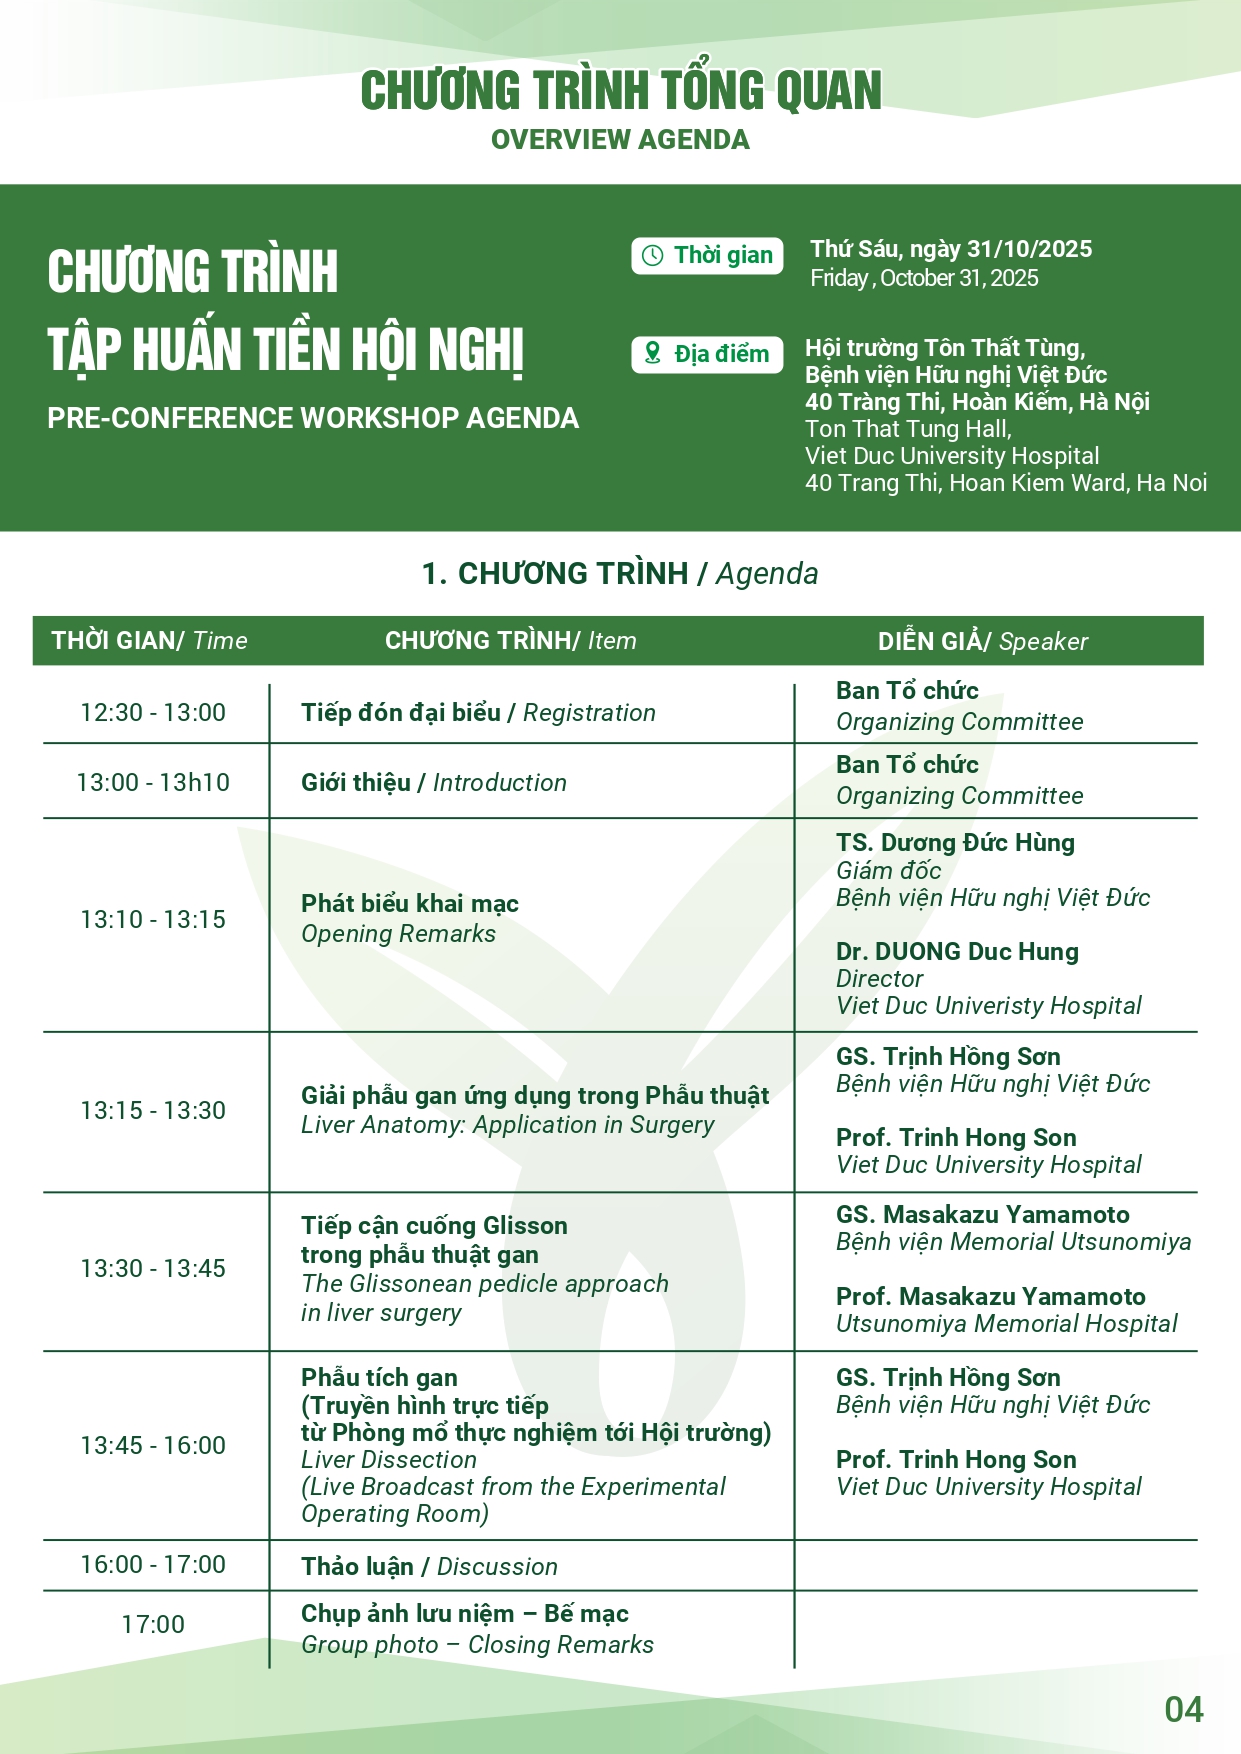 CHƯƠNG TRÌNH TỔNG QUAN
OVERVIEW AGENDA
CHƯƠNG TRÌNH
TẬP HUẤN TIỀN HỘI NGHỊ
PRE-CONFERENCE WORKSHOP AGENDA
Thời gian
Thứ Sáu, ngày 31/10/2025
Friday , October 31, 2025
Địa điểm
Hội trường Tôn Thất Tùng,
Bệnh viện Hữu nghị Việt Đức
40 Tràng Thi, Hoàn Kiếm, Hà Nội
Ton That Tung Hall,
Viet Duc University Hospital
40 Trang Thi, Hoan Kiem Ward, Ha Noi
1. CHƯƠNG TRÌNH / Agenda
THỜI GIAN/ Time
CHƯƠNG TRÌNH/ Item
DIỄN GIẢ/ Speaker
12:30 - 13:00
Tiếp đón đại biểu / Registration
Ban Tổ chức
Organizing Committee
13:00 - 13h10
Giới thiệu / Introduction
Ban Tổ chức
Organizing Committee
13:10 - 13:15
Phát biểu khai mạc
Opening Remarks
TS. Dương Đức Hùng
Giám đốc
Bệnh viện Hữu nghị Việt Đức
Dr. DUONG Duc Hung
Director
Viet Duc Univeristy Hospital
13:15 - 13:30
Giải phẫu gan ứng dụng trong Phẫu thuật
Liver Anatomy: Application in Surgery
GS. Trịnh Hồng Sơn
Bệnh viện Hữu nghị Việt Đức
Prof. Trinh Hong Son
Viet Duc University Hospital
13:30 - 13:45
Tiếp cận cuống Glisson
trong phẫu thuật gan
The Glissonean pedicle approach
in liver surgery
GS. Masakazu Yamamoto
Bệnh viện Memorial Utsunomiya
Prof. Masakazu Yamamoto
Utsunomiya Memorial Hospital
13:45 - 16:00
Phẫu tích gan
(Truyền hình trực tiếp
từ Phòng mổ thực nghiệm tới Hội trường)
Liver Dissection
(Live Broadcast from the Experimental
Operating Room)
GS. Trịnh Hồng Sơn
Bệnh viện Hữu nghị Việt Đức
Prof. Trinh Hong Son
Viet Duc University Hospital
16:00 - 17:00
Thảo luận / Discussion
17:00
Chụp ảnh lưu niệm – Bế mạc
Group photo – Closing Remarks
04